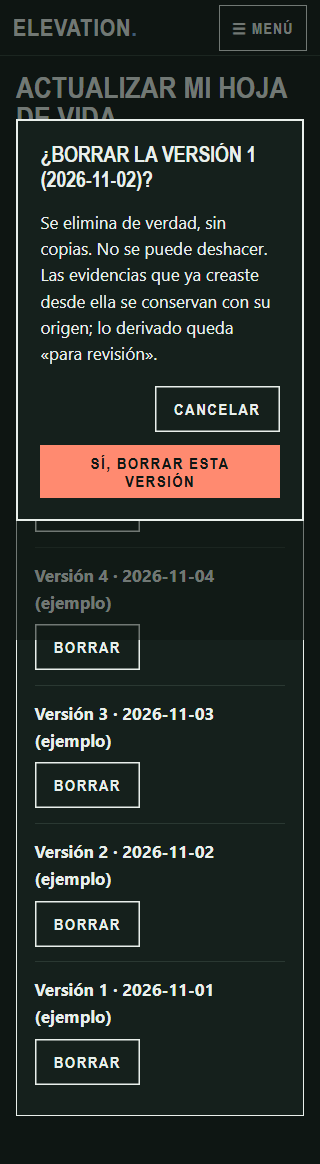 ELEVATION.
☰ MENÚ
ACTUALIZAR MI HOJA
DE VIDA
¿BORRAR LA VERSIÓN 1
(2026-11-02)?
Se elimina de verdad, sin
copias. No se puede deshacer.
Las evidencias que ya creaste
desde ella se conservan con su
origen; lo derivado queda
«para revisión».
CANCELAR
SÍ, BORRAR ESTA
VERSIÓN
Versión 4 · 2026-11-04
(ejemplo)
BORRAR
Versión 3 · 2026-11-03
(ejemplo)
BORRAR
Versión 2 · 2026-11-02
(ejemplo)
BORRAR
Versión 1 · 2026-11-01
(ejemplo)
BORRAR